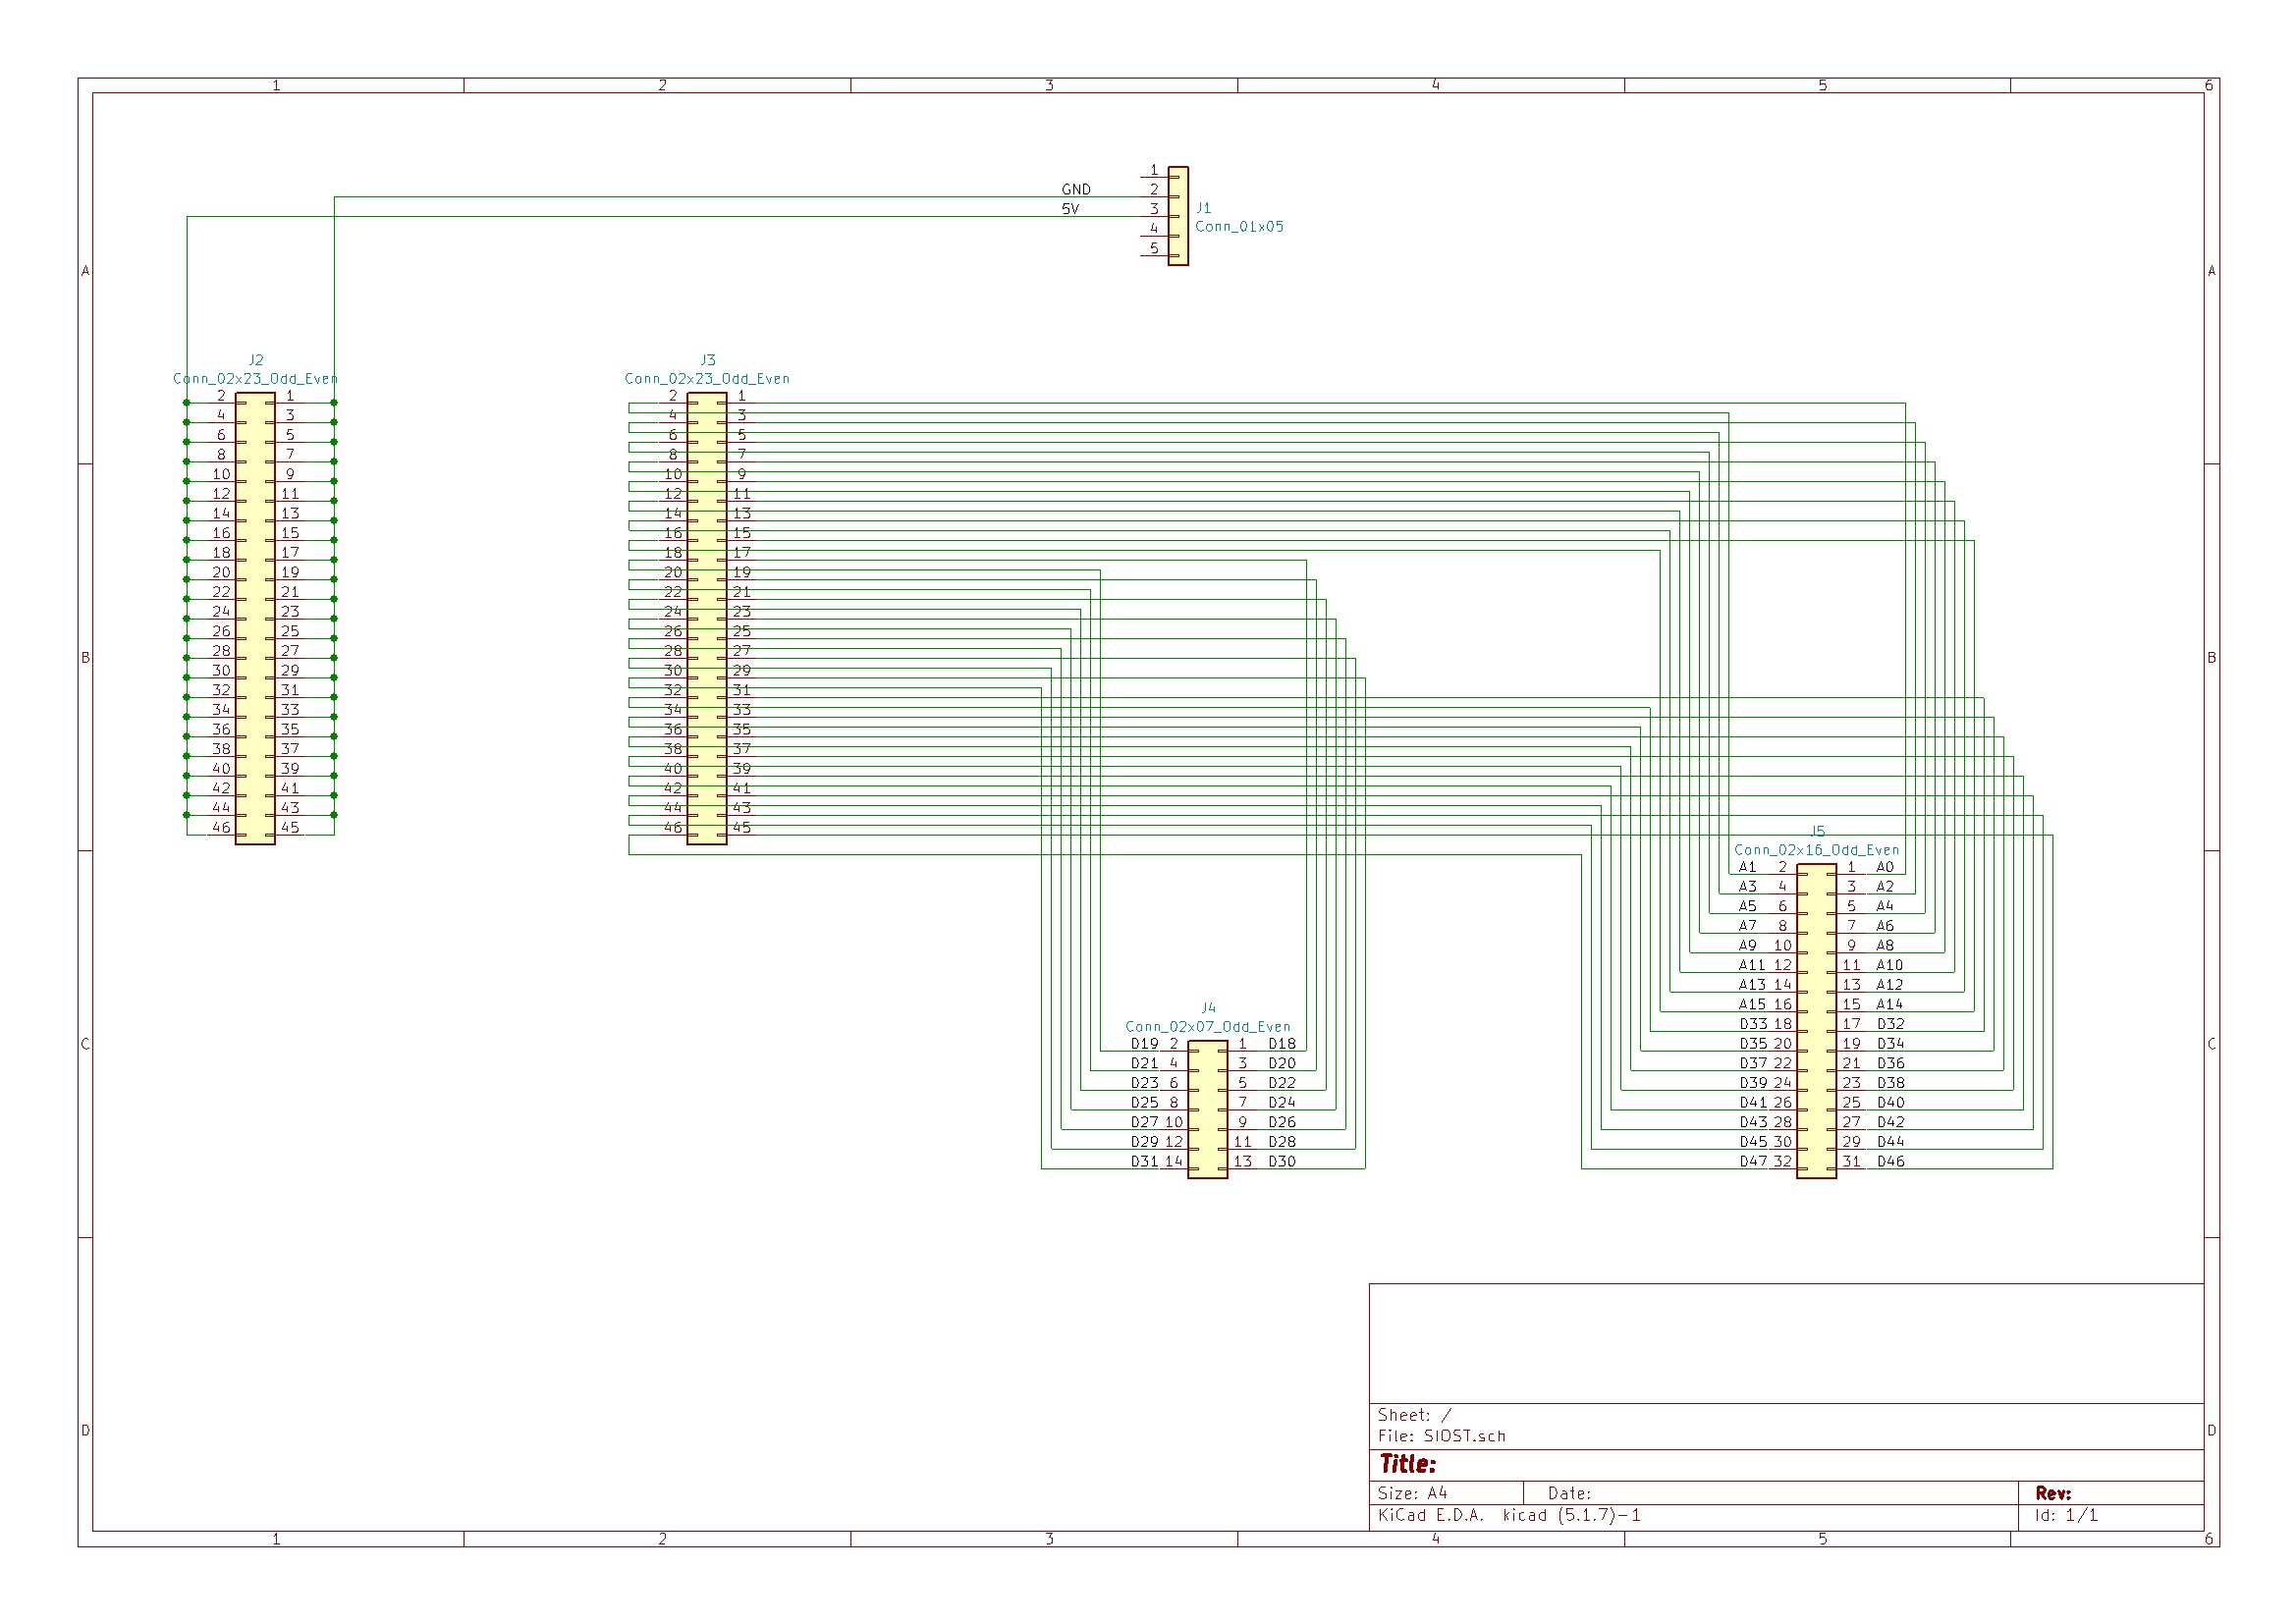 1 2 3 4 5 6
A A
B B
C C
D D
1
GND 2
5V 3
4
5
J1
Conn_01x05
J2
Conn_02x23_Odd_Even
2 1
4 3
6 5
8 7
10 9
12 11
14 13
16 15
18 17
20 19
22 21
24 23
26 25
28 27
30 29
32 31
34 33
36 35
38 37
40 39
42 41
44 43
46 45
J3
Conn_02x23_Odd_Even
2 1
4 3
6 5
8 7
10 9
12 11
14 13
16 15
18 17
20 19
22 21
24 23
26 25
28 27
30 29
32 31
34 33
36 35
38 37
40 39
42 41
44 43
46 45
J5
Conn_02x16_Odd_Even
A1 2 1 A0
A3 4 3 A2
A5 6 5 A4
A7 8 7 A6
A9 10 9 A8
A11 12 11 A10
A13 14 13 A12
A15 16 15 A14
D33 18 17 D32
D35 20 19 D34
D37 22 21 D36
D39 24 23 D38
D41 26 25 D40
D43 28 27 D42
D45 30 29 D44
D47 32 31 D46
J4
Conn_02x07_Odd_Even
D19 2 1 D18
D21 4 3 D20
D23 6 5 D22
D25 8 7 D24
D27 10 9 D26
D29 12 11 D28
D31 14 13 D30
Sheet: /
File: SIOST.sch
Title:
Size: A4 Date: Rev:
KiCad E.D.A. kicad (5.1.7)-1 Id: 1/1
1 2 3 4 5 6